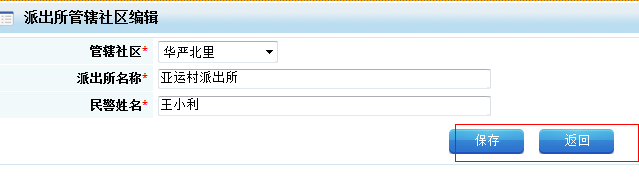 派出所管辖社区编辑
管辖社区* 华严北里
派出所名称* 亚运村派出所
民警姓名* 王小利
保存 返回